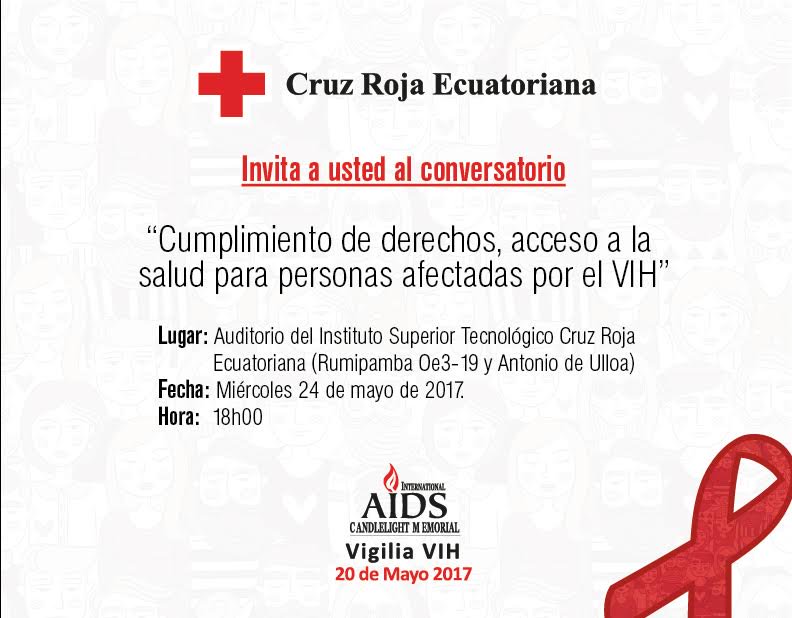 Cruz Roja Ecuatoriana
Invita a usted al conversatorio
“Cumplimiento de derechos, acceso a la
salud para personas afectadas por el VIH”
Lugar: Auditorio del Instituto Superior Tecnológico Cruz Roja
Ecuatoriana (Rumipamba Oe3-19 y Antonio de Ulloa)
Fecha: Miércoles 24 de mayo de 2017.
Hora: 18h00
INTERNATIONAL
AIDS
CANDLELIGHT MEMORIAL
Vigilia VIH
20 de Mayo 2017